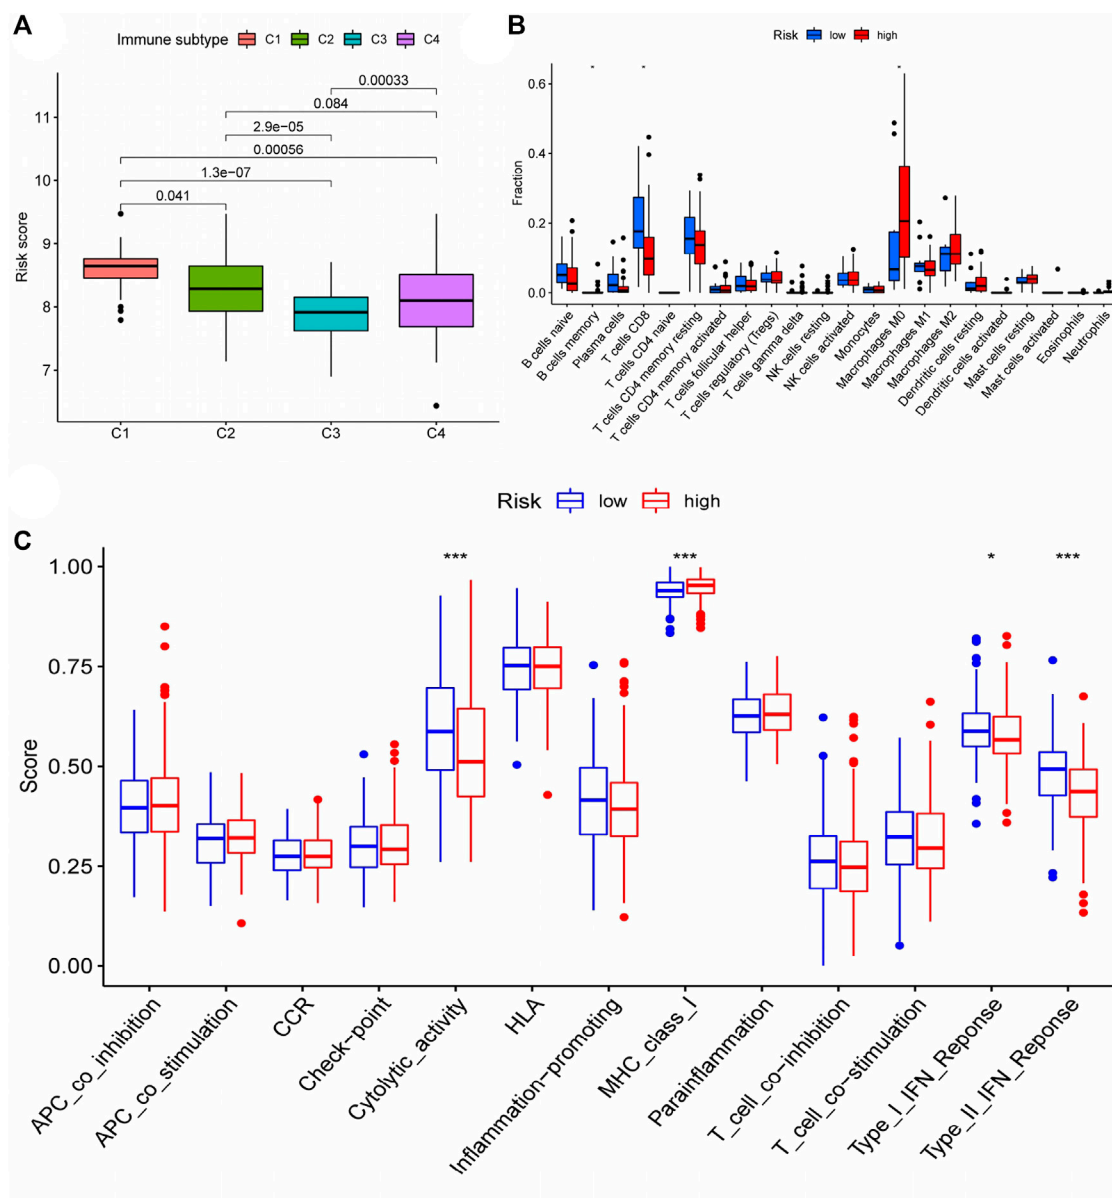 A
Immune subtype C1 C2 C3 C4
Risk score
11
10
9
8
7
0.00033
0.084
2.9e−05
0.00056
1.3e−07
0.041
C1 C2 C3 C4
B
Risk low high
Fraction
0.6
0.4
0.2
0.0
* * *
B cells naive
B cells memory
Plasma cells
T cells CD8
T cells CD4 naive
T cells CD4 memory resting
T cells CD4 memory activated
T cells follicular helper
T cells regulatory (Tregs)
T cells gamma delta
NK cells resting
NK cells activated
Monocytes
Macrophages M0
Macrophages M1
Macrophages M2
Dendritic cells resting
Dendritic cells activated
Mast cells resting
Mast cells activated
Eosinophils
Neutrophils
C
Risk low high
Score
1.00
0.75
0.50
0.25
0.00
*** *** * ***
APC_co_inhibition
APC_co_stimulation
CCR
Check−point
Cytolytic_activity
HLA
Inflammation−promoting
MHC_class_I
Parainflammation
T_cell_co−inhibition
T_cell_co−stimulation
Type_I_IFN_Reponse
Type_II_IFN_Reponse